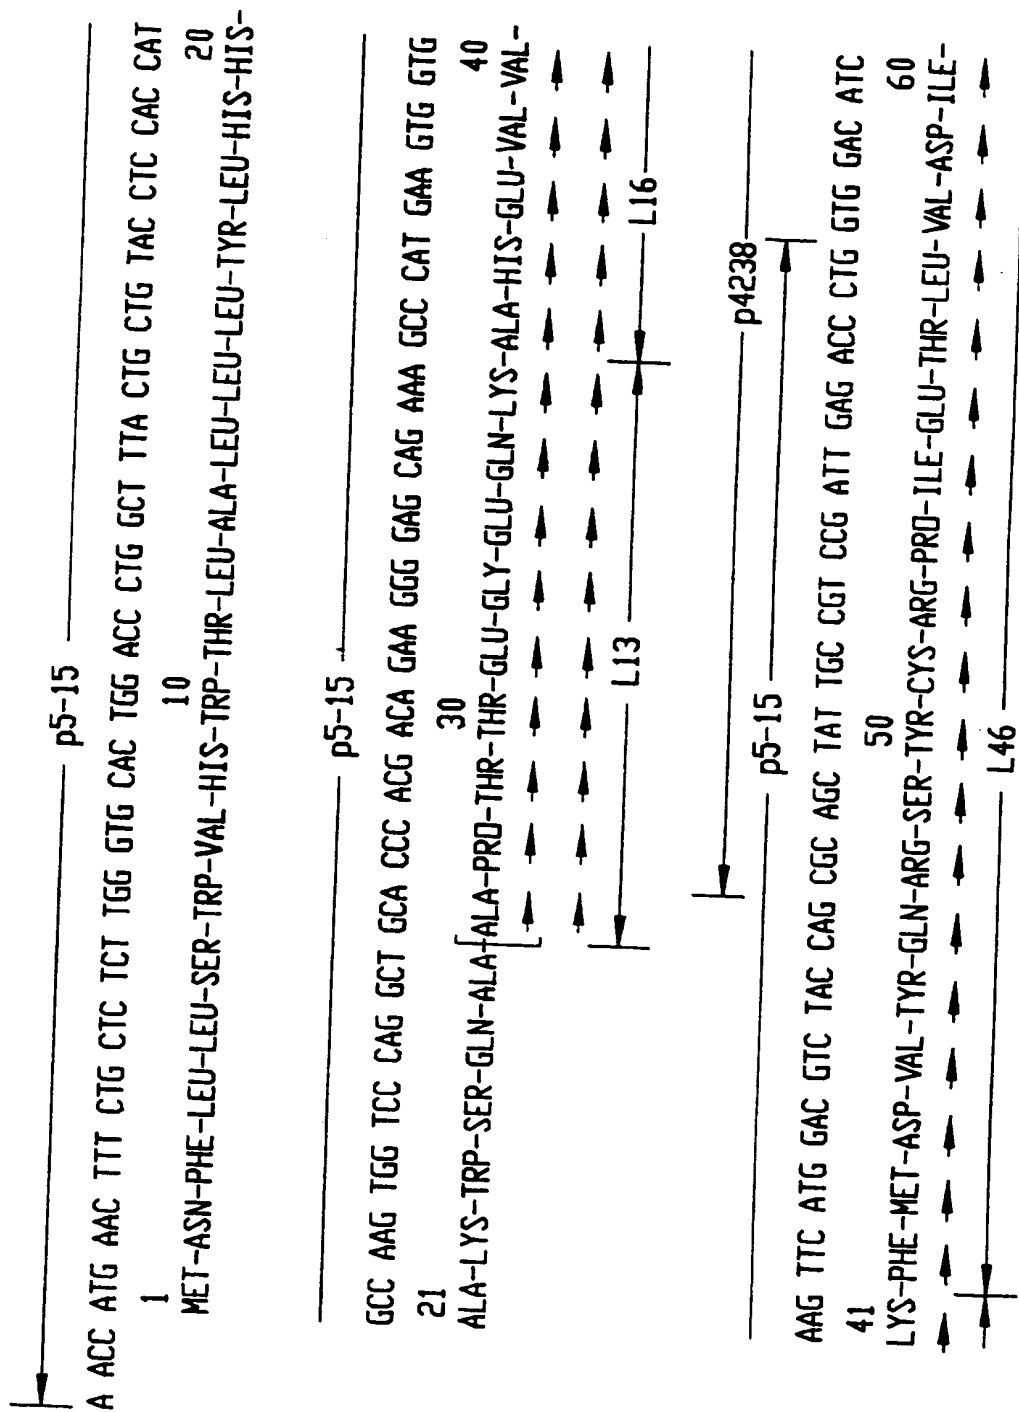 p5-15
A ACC ATG AAC TTT CTG CTC TCT TGG GTG CAC TGG ACC CTG GCT TTA CTG CTG TAC CTC CAC CAT
1 10 20
MET-ASN-PHE-LEU-LEU-SER-TRP-VAL-HIS-TRP-THR-LEU-ALA-LEU-LEU-LEU-TYR-LEU-HIS-HIS-
p5-15
GCC AAG TGG TCC CAG GCT GCA CCC ACG ACA GAA GGG GAG CAG AAA GCC CAT GAA GTG GTG
21 30 40
ALA-LYS-TRP-SER-GLN-ALA-ALA-PRO-THR-THR-GLU-GLY-GLU-GLN-LYS-ALA-HIS-GLU-VAL-VAL-
L13 L16
p4238
p5-15
AAG TTC ATG GAC GTC TAC CAG CGC AGC TAT TGC CGT CCG ATT GAG ACC CTG GTG GAC ATC
41 50 60
LYS-PHE-MET-ASP-VAL-TYR-GLN-ARG-SER-TYR-CYS-ARG-PRO-ILE-GLU-THR-LEU-VAL-ASP-ILE-
L46